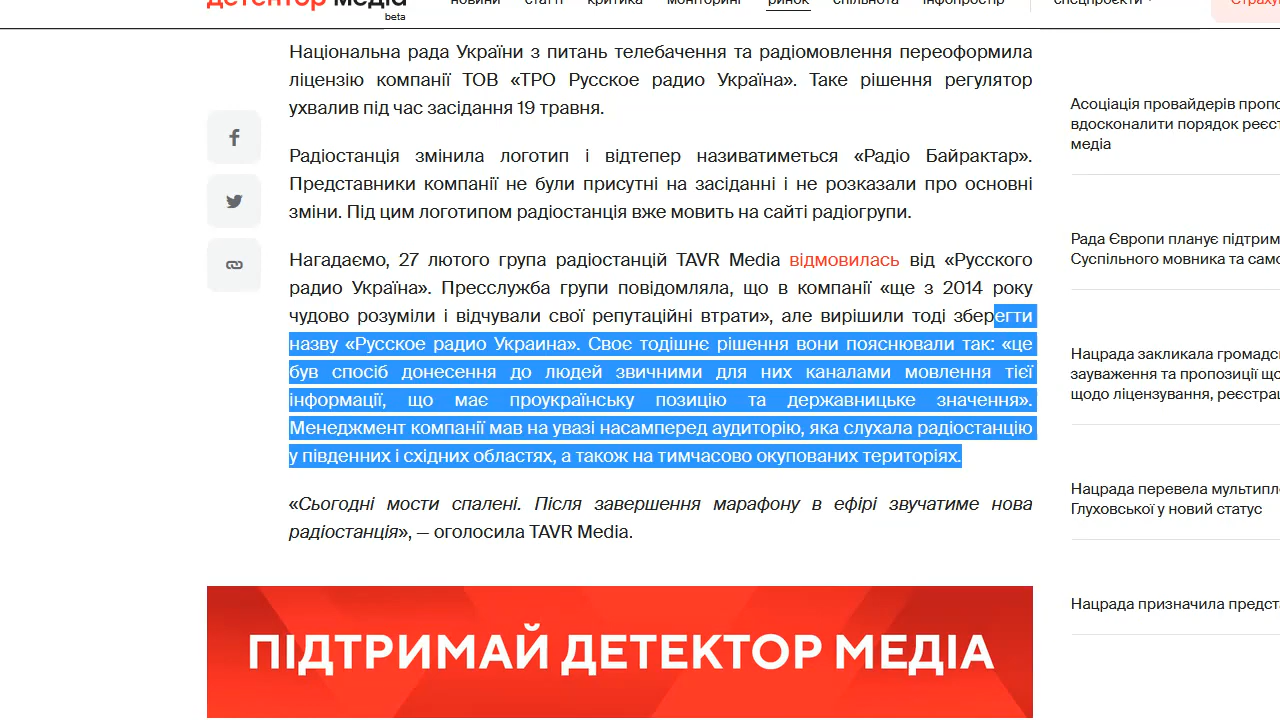 детектор медіа
beta
новини статті критика моніторинг ринок спільнота інфопростір спецпроєкти
Національна рада України з питань телебачення та радіомовлення переоформила
ліцензію компанії ТОВ «ТРО Русское радио Україна». Таке рішення регулятор
ухвалив під час засідання 19 травня.
Радіостанція змінила логотип і відтепер називатиметься «Радіо Байрактар».
Представники компанії не були присутні на засіданні і не розказали про основні
зміни. Під цим логотипом радіостанція вже мовить на сайті радіогрупи.
Нагадаємо, 27 лютого група радіостанцій TAVR Media відмовилась від «Русского
радио Україна». Пресслужба групи повідомляла, що в компанії «ще з 2014 року
чудово розуміли і відчували свої репутаційні втрати», але вирішили тоді зберегти
назву «Русское радио Украина». Своє тодішнє рішення вони пояснювали так: «це
був спосіб донесення до людей звичними для них каналами мовлення тієї
інформації, що має проукраїнську позицію та державницьке значення».
Менеджмент компанії мав на увазі насамперед аудиторію, яка слухала радіостанцію
у південних і східних областях, а також на тимчасово окупованих територіях.
«Сьогодні мости спалені. Після завершення марафону в ефірі звучатиме нова
радіостанція», — оголосила TAVR Media.
ПІДТРИМАЙ ДЕТЕКТОР МЕДІА
Асоціація провайдерів
вдосконалити порядок
медіа
Рада Європи планує
Суспільного мовника та
Нацрада закликала
зауваження та пропозиції
щодо ліцензування,
Нацрада перевела
Глуховської у новий статус
Нацрада призначила